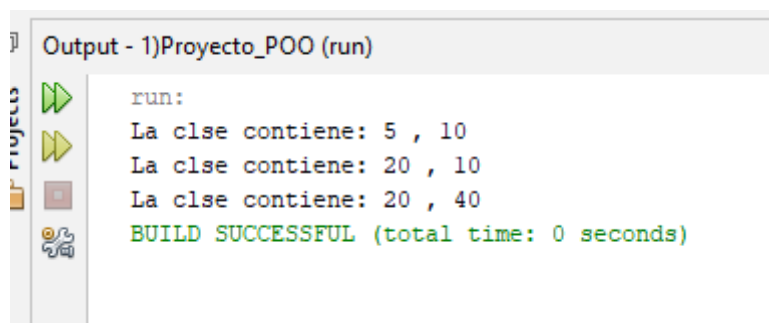 Output - 1)Proyecto_POO (run)
Projects
run:
La clse contiene: 5 , 10
La clse contiene: 20 , 10
La clse contiene: 20 , 40
BUILD SUCCESSFUL (total time: 0 seconds)